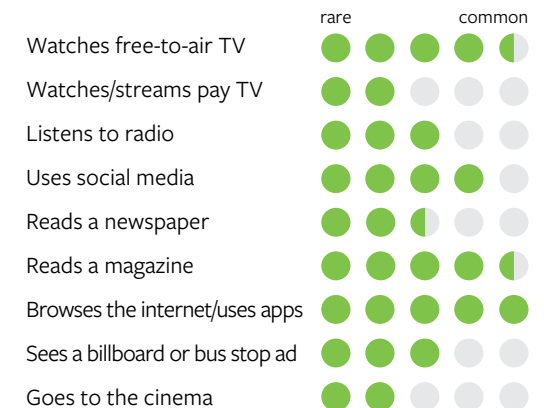 rare common
Watches free-to-air TV
Watches/streams pay TV
Listens to radio
Uses social media
Reads a newspaper
Reads a magazine
Browses the internet/uses apps
Sees a billboard or bus stop ad
Goes to the cinema